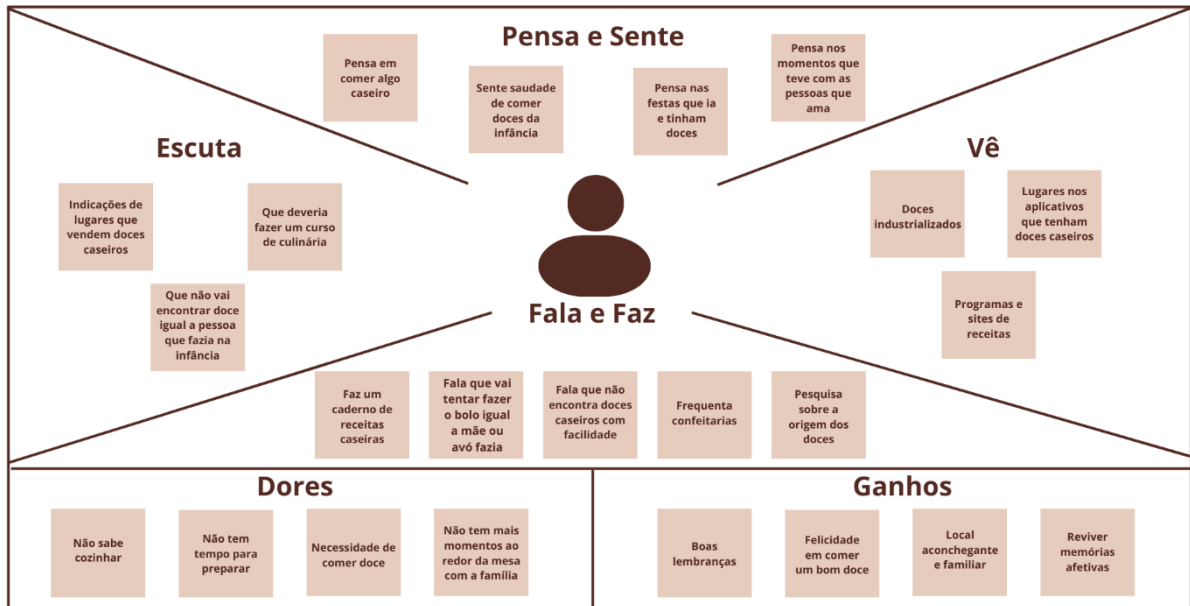 Pensa e Sente
Pensa em
comer algo
caseiro
Sente saudade
de comer
doces da
infância
Pensa nas
festas que ia
e tinham
doces
Pensa nos
momentos que
teve com as
pessoas que
ama
Escuta
Indicações de
lugares que
vendem doces
caseiros
Que deveria
fazer um curso
de culinária
Que não vai
encontrar doce
igual a pessoa
que fazia na
infância
Vê
Doces
industrializados
Lugares nos
aplicativos
que tenham
doces caseiros
Programas e
sites de
receitas
Fala e Faz
Faz um
caderno de
receitas
caseiras
Fala que vai
tentar fazer
o bolo igual
a mãe ou
avó fazia
Fala que não
encontra doces
caseiros com
facilidade
Frequenta
confeitarias
Pesquisa
sobre a
origem dos
doces
Dores
Não sabe
cozinhar
Não tem
tempo para
preparar
Necessidade de
comer doce
Não tem mais
momentos ao
redor da mesa
com a família
Ganhos
Boas
lembranças
Felicidade
em comer
um bom doce
Local
aconchegante
e familiar
Reviver
memórias
afetivas